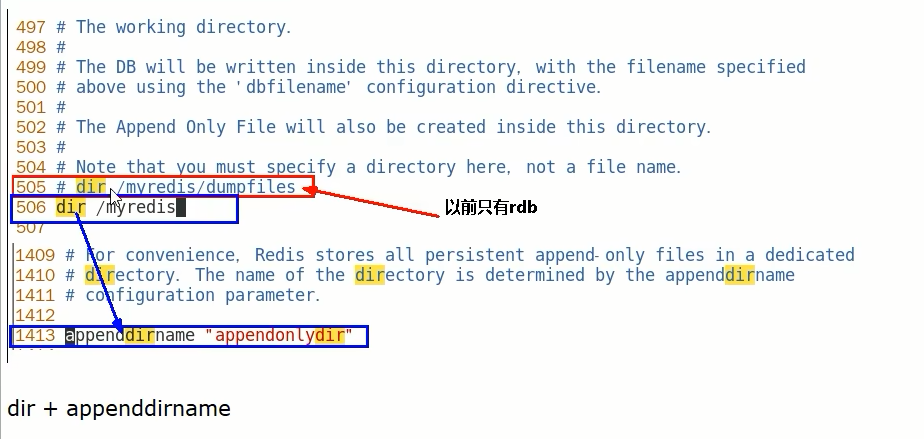 497 # The working directory.
498 #
499 # The DB will be written inside this directory, with the filename specified
500 # above using the 'dbfilename' configuration directive.
501 #
502 # The Append Only File will also be created inside this directory.
503 #
504 # Note that you must specify a directory here, not a file name.
505 # dir /myredis/dumpfiles
506 dir /myredis
以前只有rdb
507
1409 # For convenience, Redis stores all persistent append-only files in a dedicated
1410 # directory. The name of the directory is determined by the appenddirname
1411 # configuration parameter.
1412
1413 appenddirname "appendonlydir"
dir + appenddirname